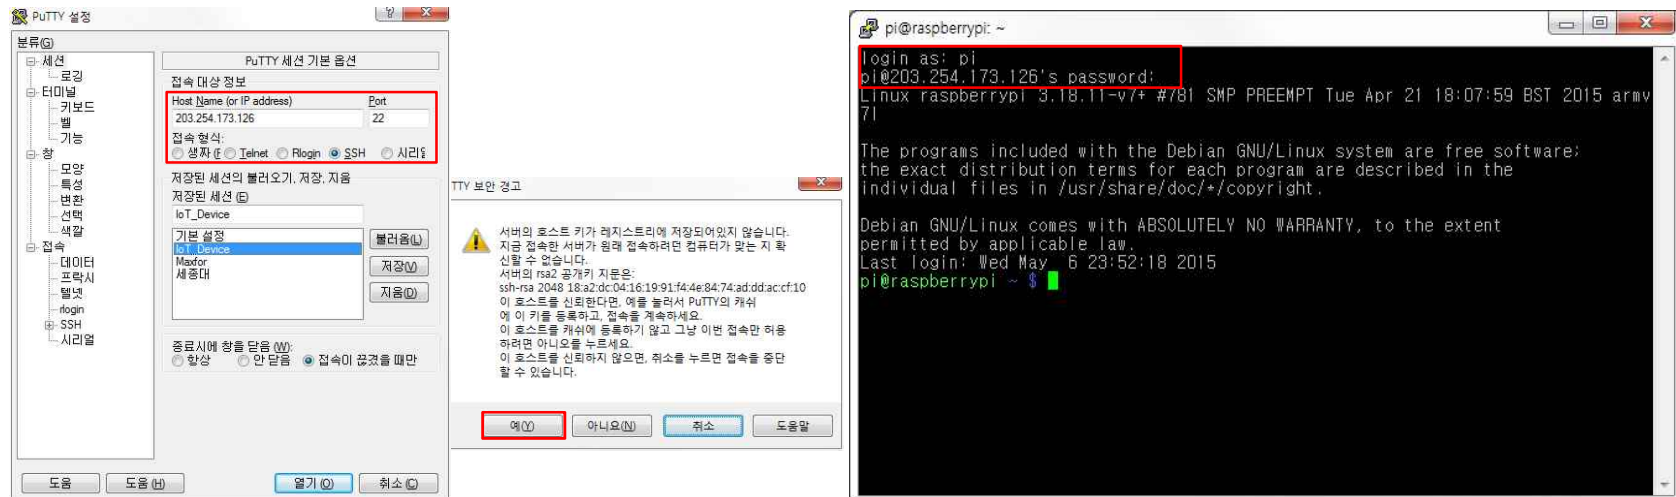 PuTTY 설정
분류(G)
세션
로깅
터미널
키보드
벨
기능
창
모양
특성
변환
선택
색깔
접속
데이터
프락시
텔넷
rlogin
SSH
시리얼
PuTTY 세션 기본 옵션
접속 대상 정보
Host Name (or IP address) Port
203.254.173.126 22
접속 형식:
Telnet Rlogin SSH
저장된 세션의 불러오기, 저장, 지움
저장된 세션 (E)
IoT_Device
기본 설정
IoT_Device
Maxfor
세종대
불러옴(L)
저장(V)
지움(D)
종료시에 창을 닫음 (W):
항상 안 닫음 접속이 끊겼을 때만
도움 도움 (H) 열기 (O) 취소 (C)
TTY 보안 경고
서버의 호스트 키가 레지스트리에 저장되어있지 않습니다.
지금 접속한 서버가 원래 접속하려던 컴퓨터가 맞는 지 확
신할 수 없습니다.
서버의 rsa2 공개키 지문은:
ssh-rsa 2048 18:a2:dc:04:16:19:91:f4:4e:84:74:ad:dd:ac:cf:10
이 호스트를 신뢰한다면, 예를 눌러서 PuTTY의 캐쉬
에 이 키를 등록하고, 접속을 계속하세요.
이 호스트를 캐쉬에 등록하기 않고 그냥 이번 접속만 허용
하려면 아니오를 누르세요.
이 호스트를 신뢰하지 않으면, 취소를 누르면 접속을 중단
할 수 있습니다.
예(Y) 아니요(N) 취소 도움말
pi@raspberrypi: ~
login as: pi
pi@203.254.173.126's password:
Linux raspberrypi 3.18.11-v7+ #781 SMP PREEMPT Tue Apr 21 18:07:59 BST 2015 armv
7l
The programs included with the Debian GNU/Linux system are free software;
the exact distribution terms for each program are described in the
individual files in /usr/share/doc/*/copyright.
Debian GNU/Linux comes with ABSOLUTELY NO WARRANTY, to the extent
permitted by applicable law.
Last login: Wed May  6 23:52:18 2015
pi@raspberrypi ~ $